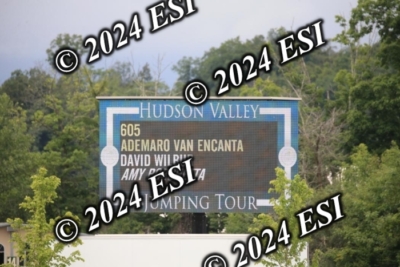 © 2024 ESI
© 2024 ESI
HUDSON VALLEY
605
ADEMARO VAN ENCANTA
DAVID
AMY
© 2024 ESI
JUMPING TOUR
© 2024 ESI
© 2024 ESI